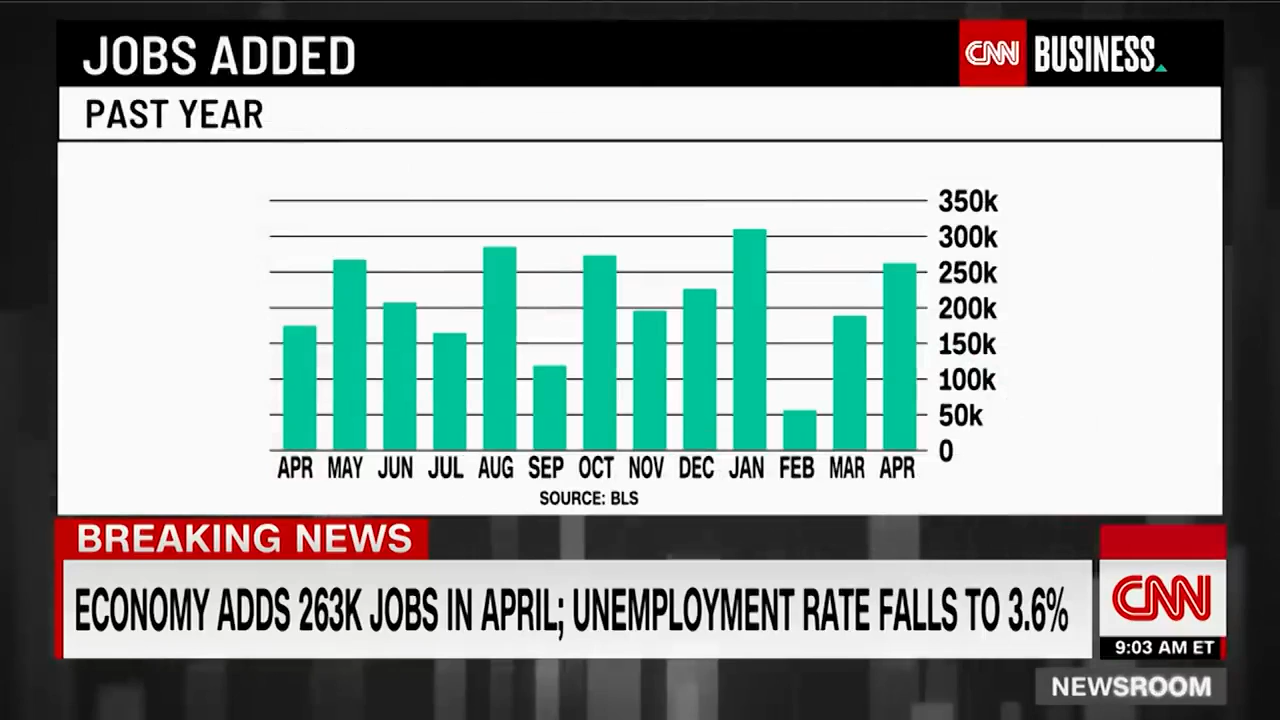 JOBS ADDED
CNN BUSINESS
PAST YEAR
350k
300k
250k
200k
150k
100k
50k
0
APR MAY JUN JUL AUG SEP OCT NOV DEC JAN FEB MAR APR
SOURCE: BLS
BREAKING NEWS
ECONOMY ADDS 263K JOBS IN APRIL; UNEMPLOYMENT RATE FALLS TO 3.6%
CNN
9:03 AM ET
NEWSROOM